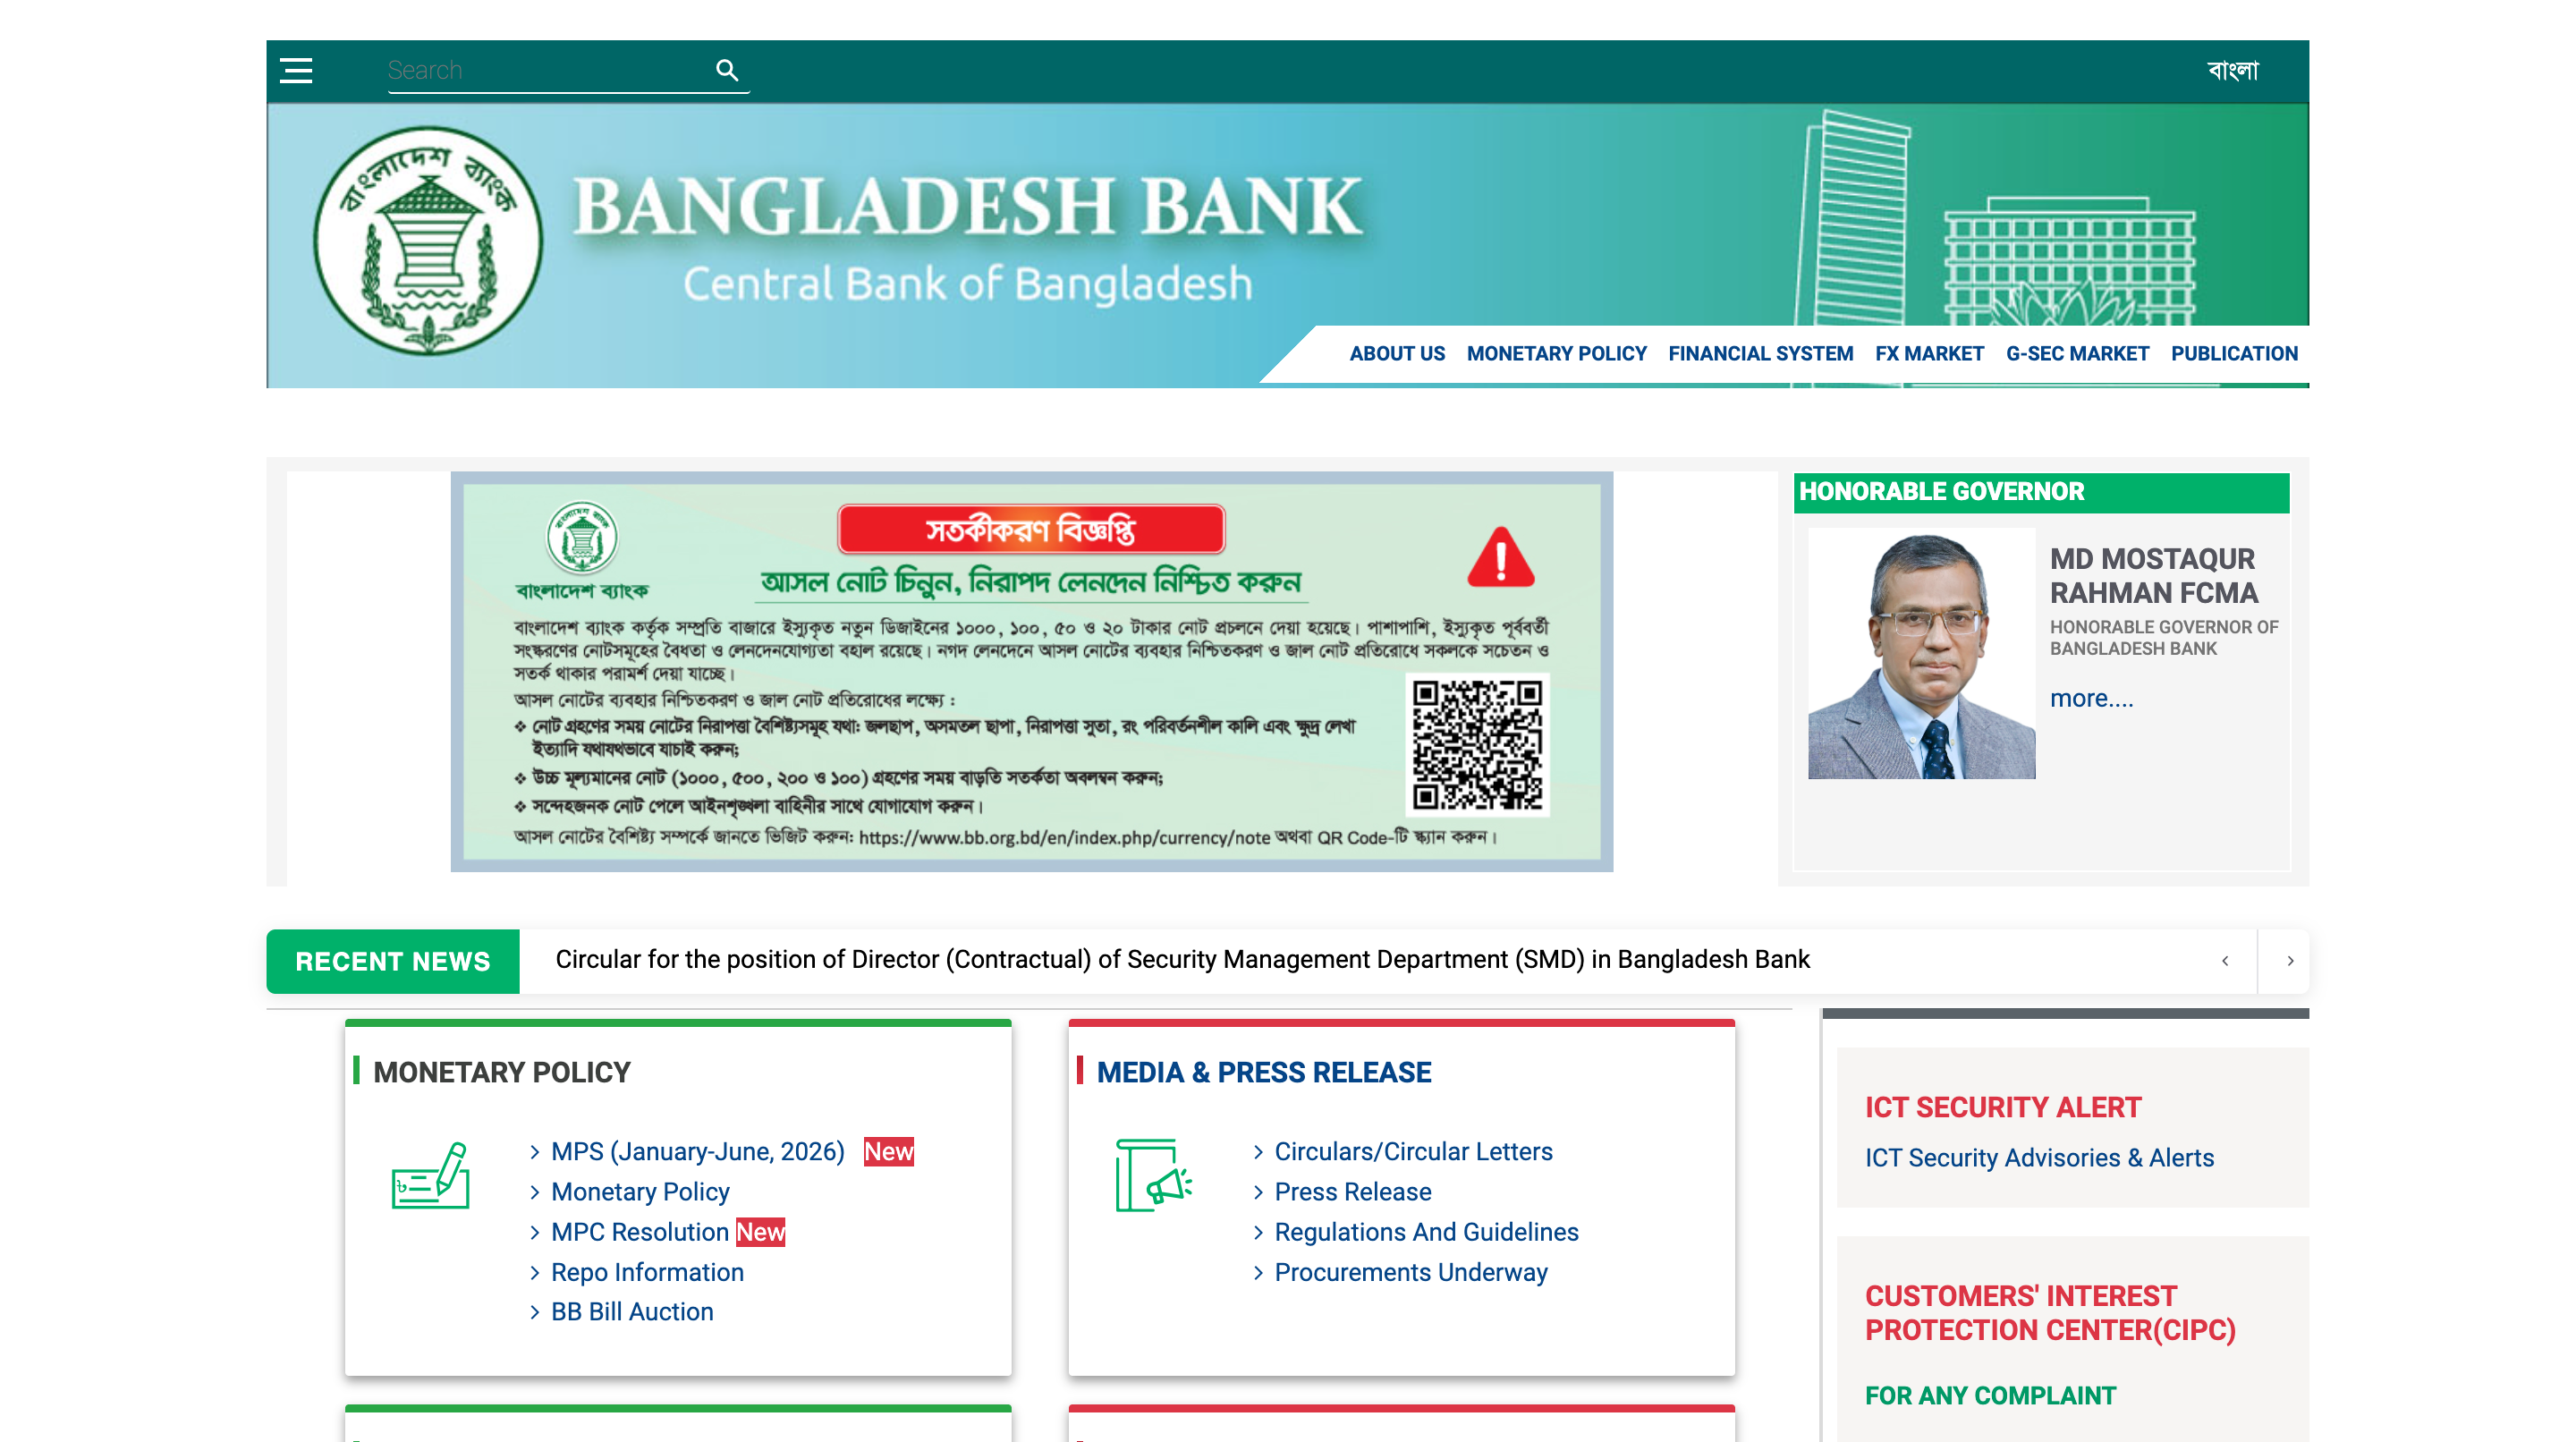 Search
বাংলা
বাংলাদেশ ব্যাংক
BANGLADESH BANK
Central Bank of Bangladesh
ABOUT US MONETARY POLICY FINANCIAL SYSTEM FX MARKET G-SEC MARKET PUBLICATION
বাংলাদেশ ব্যাংক
বাংলাদেশ ব্যাংক
সতর্কীকরণ বিজ্ঞপ্তি
আসল নোট চিনুন, নিরাপদ লেনদেন নিশ্চিত করুন
বাংলাদেশ ব্যাংক কর্তৃক সম্প্রতি বাজারে ইস্যুকৃত নতুন ডিজাইনের ১০০০, ১০০, ৫০ ও ২০ টাকার নোট প্রচলনে দেয়া হয়েছে। পাশাপাশি, ইস্যুকৃত পূর্ববর্তী
সংস্করণের নোটসমূহের বৈধতা ও লেনদেনযোগ্যতা বহাল রয়েছে। নগদ লেনদেনে আসল নোটের ব্যবহার নিশ্চিতকরণ ও জাল নোট প্রতিরোধে সকলকে সচেতন ও
সতর্ক থাকার পরামর্শ দেয়া যাচ্ছে।
আসল নোটের ব্যবহার নিশ্চিতকরণ ও জাল নোট প্রতিরোধের লক্ষ্যে :
❖ নোট গ্রহণের সময় নোটের নিরাপত্তা বৈশিষ্ট্যসমূহ যথা: জলছাপ, অসমতল ছাপা, নিরাপত্তা সুতা, রং পরিবর্তনশীল কালি এবং ক্ষুদ্র লেখা
ইত্যাদি যথাযথভাবে যাচাই করুন;
❖ উচ্চ মূল্যমানের নোট (১০০০, ৫০০, ২০০ ও ১০০) গ্রহণের সময় বাড়তি সতর্কতা অবলম্বন করুন;
❖ সন্দেহজনক নোট পেলে আইনশৃঙ্খলা বাহিনীর সাথে যোগাযোগ করুন।
আসল নোটের বৈশিষ্ট্য সম্পর্কে জানতে ভিজিট করুন: https://www.bb.org.bd/en/index.php/currency/note অথবা QR Code-টি স্ক্যান করুন।
HONORABLE GOVERNOR
MD MOSTAQUR
RAHMAN FCMA
HONORABLE GOVERNOR OF
BANGLADESH BANK
more....
RECENT NEWS
Circular for the position of Director (Contractual) of Security Management Department (SMD) in Bangladesh Bank
MONETARY POLICY
MPS (January-June, 2026) New
Monetary Policy
MPC Resolution New
Repo Information
BB Bill Auction
MEDIA & PRESS RELEASE
Circulars/Circular Letters
Press Release
Regulations And Guidelines
Procurements Underway
ICT SECURITY ALERT
ICT Security Advisories & Alerts
CUSTOMERS' INTEREST
PROTECTION CENTER(CIPC)
FOR ANY COMPLAINT